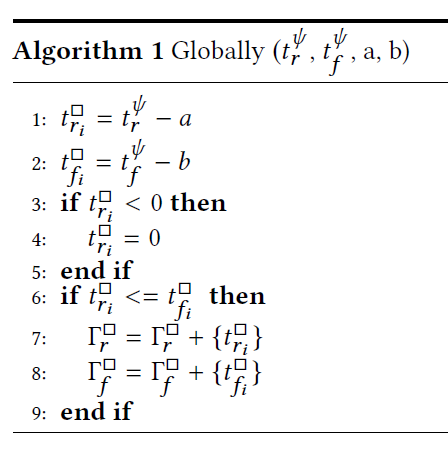 Algorithm 1 Globally (t_r^ψ, t_f^ψ, a, b)
1: t_{r_i}^□ = t_r^ψ − a
2: t_{f_i}^□ = t_f^ψ − b
3: if t_{r_i}^□ < 0 then
4: t_{r_i}^□ = 0
5: end if
6: if t_{r_i}^□ <= t_{f_i}^□ then
7: Γ_r^□ = Γ_r^□ + {t_{r_i}^□}
8: Γ_f^□ = Γ_f^□ + {t_{f_i}^□}
9: end if